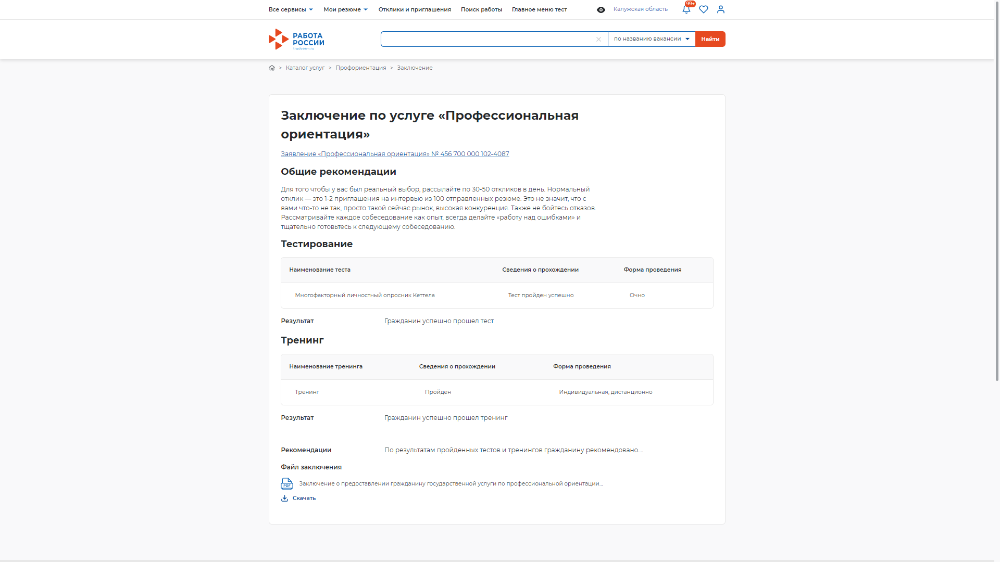 Все сервисы Мои резюме Отклики и приглашения Поиск работы Главное меню тест Калужская область 99+
РАБОТА РОССИИ
trudvsem.ru
по названию вакансии Найти
> Каталог услуг > Профориентация > Заключение
Заключение по услуге «Профессиональная
ориентация»
Заявление «Профессиональная ориентация» № 456 700 000 102-4087
Общие рекомендации
Для того чтобы у вас был реальный выбор, рассылайте по 30-50 откликов в день. Нормальный
отклик — это 1-2 приглашения на интервью из 100 отправленных резюме. Это не значит, что с
вами что-то не так, просто такой сейчас рынок, высокая конкуренция. Также не бойтесь отказов.
Рассматривайте каждое собеседование как опыт, всегда делайте «работу над ошибками» и
тщательно готовьтесь к следующему собеседованию.
Тестирование
Наименование теста Сведения о прохождении Форма проведения
Многофакторный личностный опросник Кеттела Тест пройден успешно Очно
Результат Гражданин успешно прошел тест
Тренинг
Наименование тренинга Сведения о прохождении Форма проведения
Тренинг Пройден Индивидуальная, дистанционно
Результат Гражданин успешно прошел тренинг
Рекомендации По результатам пройденных тестов и тренингов гражданину рекомендовано....
Файл заключения
PDF Заключение о предоставлении гражданину государственной услуги по профессиональной ориентации...
Скачать